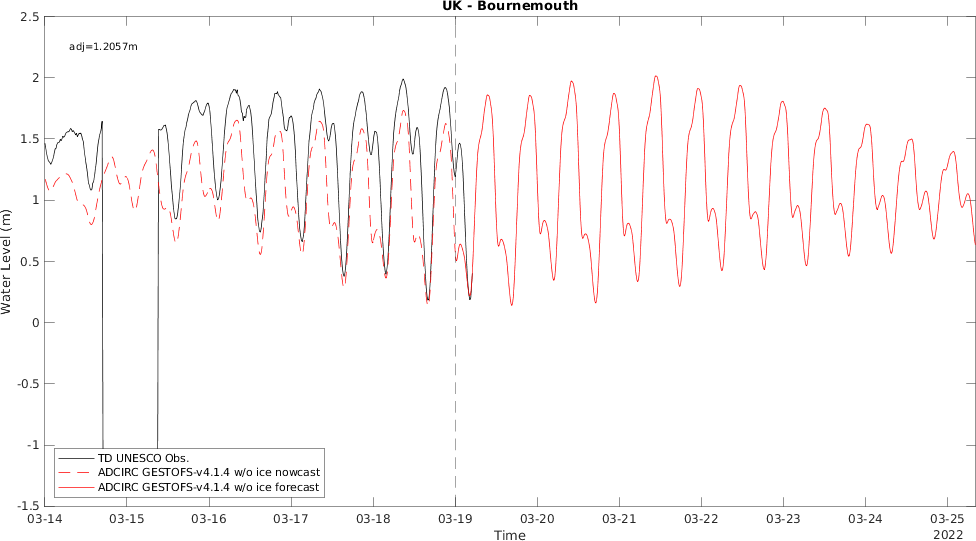 UK - Bournemouth
adj=1.2057m
2.5
2
1.5
1
0.5
0
-0.5
-1
-1.5
Water Level (m)
TD UNESCO Obs.
ADCIRC GESTOFS-v4.1.4 w/o ice nowcast
ADCIRC GESTOFS-v4.1.4 w/o ice forecast
03-14 03-15 03-16 03-17 03-18 03-19 03-20 03-21 03-22 03-23 03-24 03-25
Time
2022